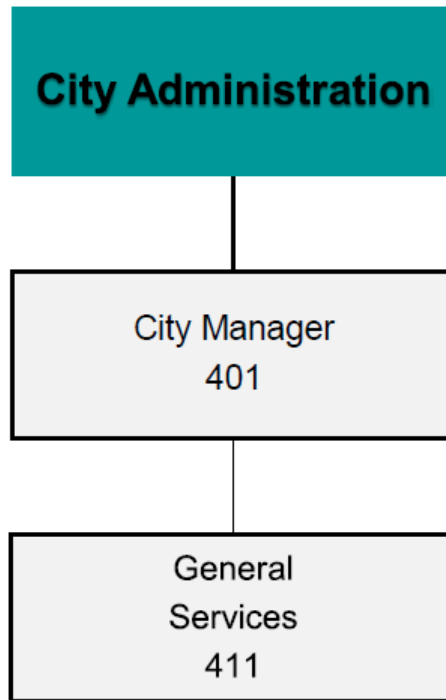 City Administration
City Manager
401
General
Services
411